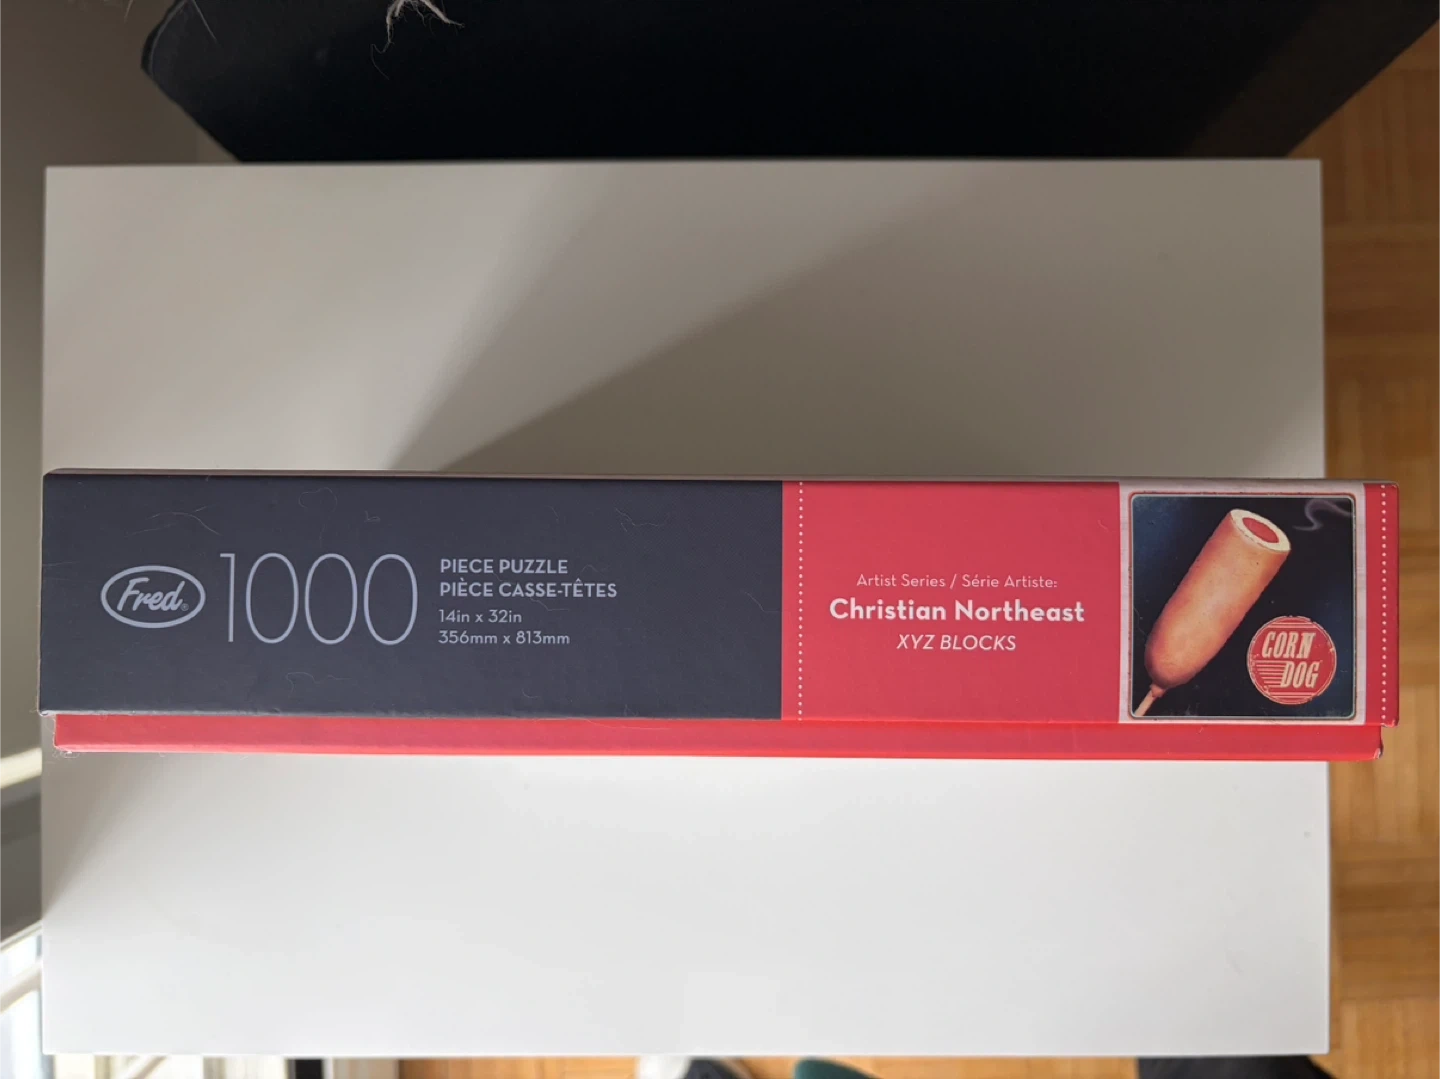 Fred®
1000
PIECE PUZZLE
PIÈCE CASSE-TÊTES
14in x 32in
356mm x 813mm
Artist Series / Série Artiste:
Christian Northeast
XYZ BLOCKS
CORN
DOG